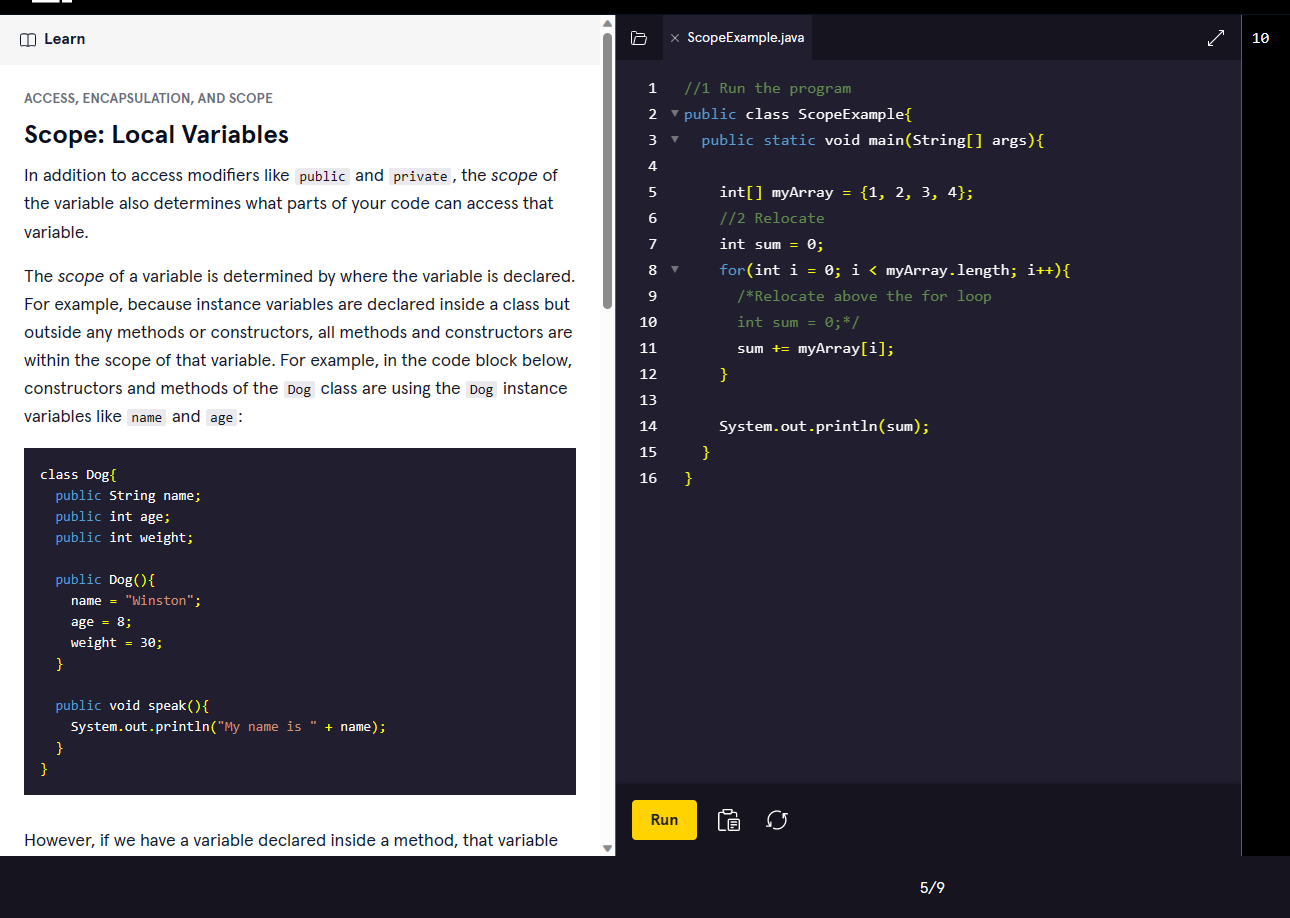 Learn
ACCESS, ENCAPSULATION, AND SCOPE
Scope: Local Variables
In addition to access modifiers like public and private, the scope of
the variable also determines what parts of your code can access that
variable.
The scope of a variable is determined by where the variable is declared.
For example, because instance variables are declared inside a class but
outside any methods or constructors, all methods and constructors are
within the scope of that variable. For example, in the code block below,
constructors and methods of the Dog class are using the Dog instance
variables like name and age:
class Dog{
  public String name;
  public int age;
  public int weight;

  public Dog(){
    name = "Winston";
    age = 8;
    weight = 30;
  }

  public void speak(){
    System.out.println("My name is " + name);
  }
}
However, if we have a variable declared inside a method, that variable
ScopeExample.java
1 //1 Run the program
2 public class ScopeExample{
3   public static void main(String[] args){
4
5     int[] myArray = {1, 2, 3, 4};
6     //2 Relocate
7     int sum = 0;
8     for(int i = 0; i < myArray.length; i++){
9       /*Relocate above the for loop
10       int sum = 0;*/
11       sum += myArray[i];
12     }
13
14     System.out.println(sum);
15   }
16 }
Run
10
5/9